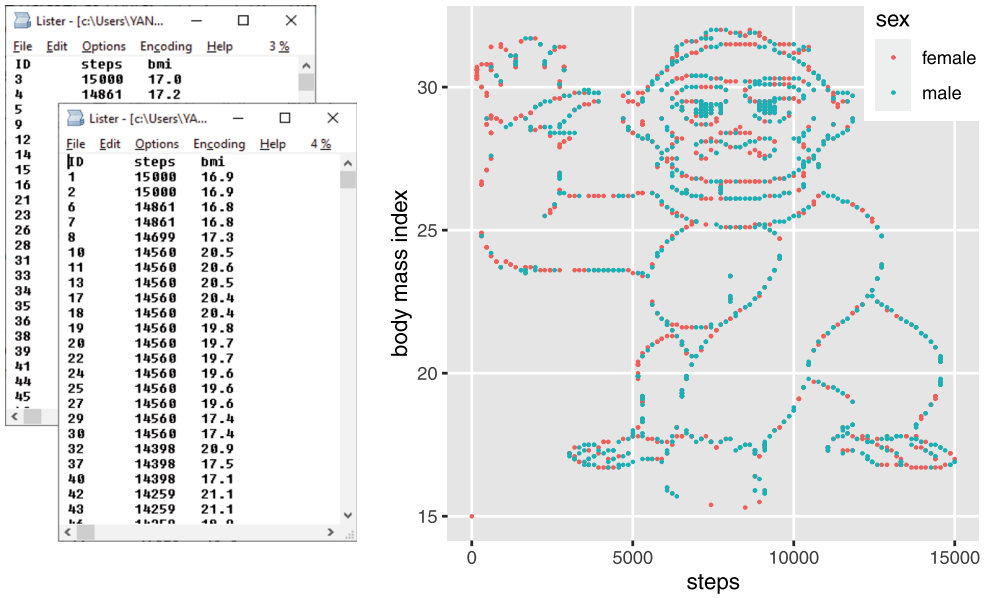 Lister - [c:\Users\YAN...
File Edit Options Encoding Help 3 %
ID steps bmi
3 15000 17.0
4 14861 17.2
5
9
12
14
15
16
21
23
26
28
31
33
34
35
36
38
39
41
44
45
Lister - [c:\Users\YA...
File Edit Options Encoding Help 4 %
ID steps bmi
1 15000 16.9
2 15000 16.9
6 14861 16.8
7 14861 16.8
8 14699 17.3
10 14560 20.5
11 14560 20.6
13 14560 20.5
17 14560 20.4
18 14560 20.4
19 14560 19.8
20 14560 19.7
22 14560 19.7
24 14560 19.6
25 14560 19.6
27 14560 19.6
29 14560 17.4
30 14560 17.4
32 14398 20.9
37 14398 17.5
40 14398 17.1
42 14259 21.1
43 14259 21.1
body mass index
30
25
20
15
0 5000 10000 15000
steps
sex
female
male